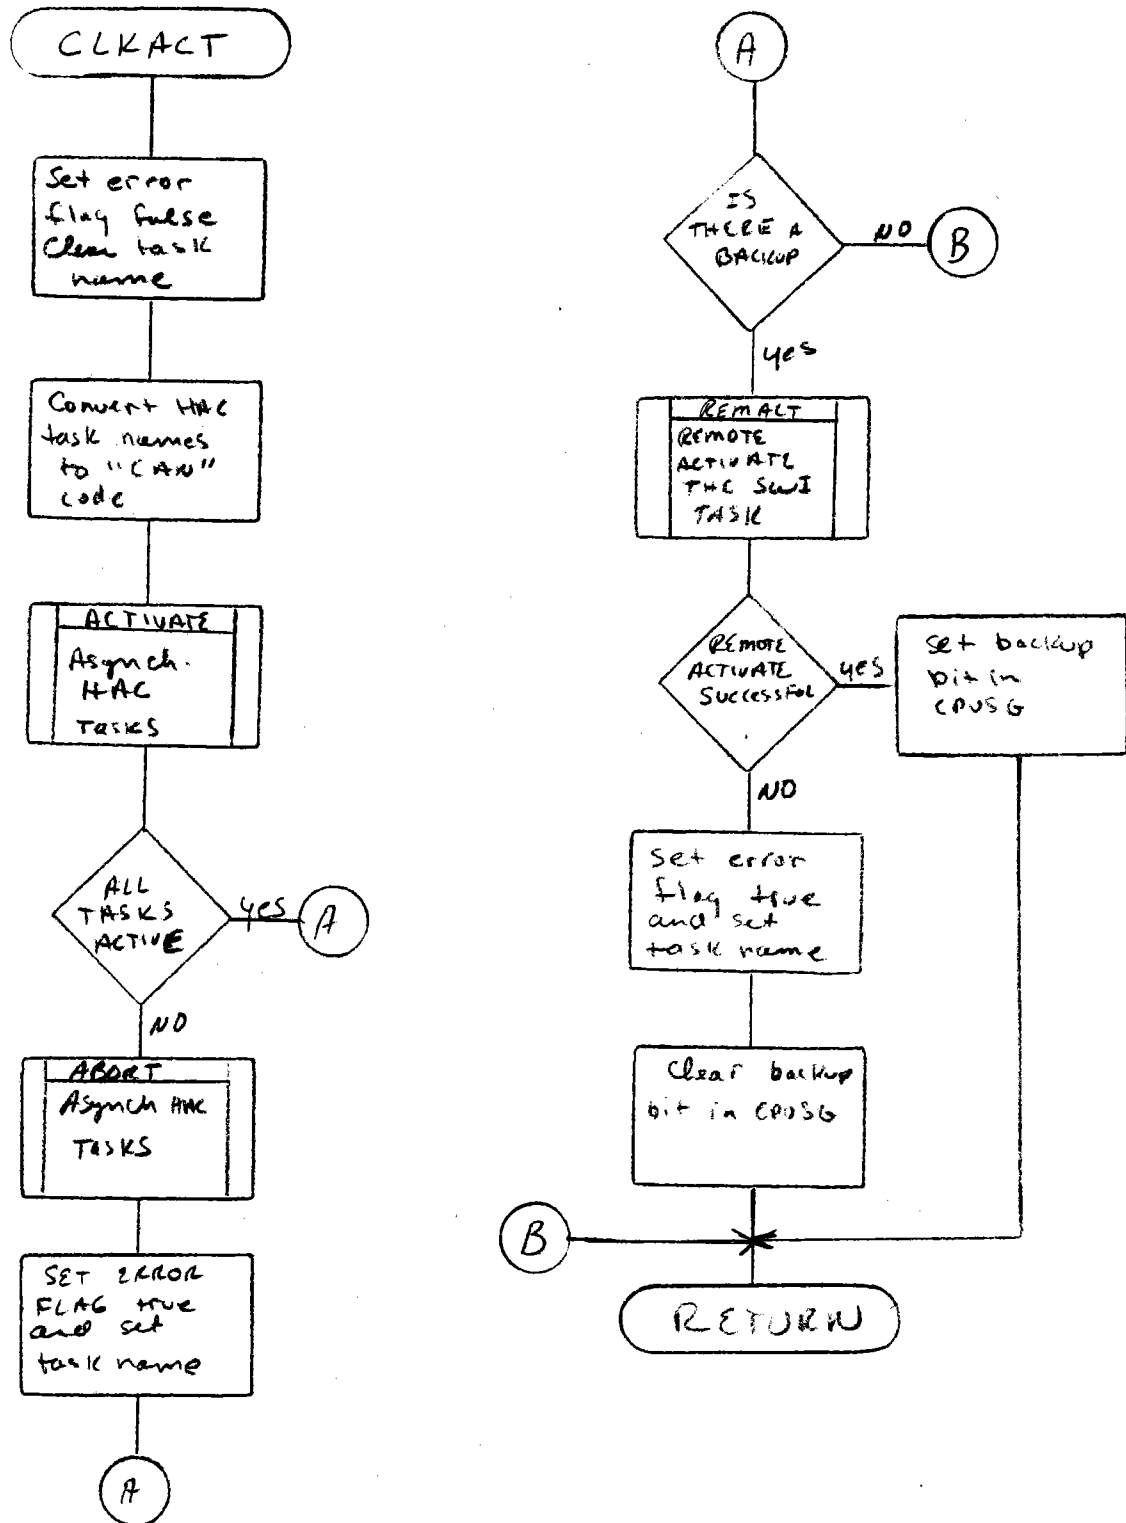 CLKACT
Set error
flag false
Clear task
name
Convert HAC
task names
to "CAN"
code
ACTIVATE
Asynch.
HAC
TASKS
ALL
TASKS
ACTIVE
yes
A
NO
ABORT
Asynch HAC
TASKS
SET ERROR
FLAG true
and set
task name
A
A
IS
THERE A
BACKUP
NO
B
yes
REMACT
REMOTE
ACTIVATE
THE SWI
TASK
REMOTE
ACTIVATE
SUCCESSFUL
yes
set backup
bit in
CPUSG
NO
set error
flag true
and set
task name
Clear backup
bit in CPUSG
B
RETURN